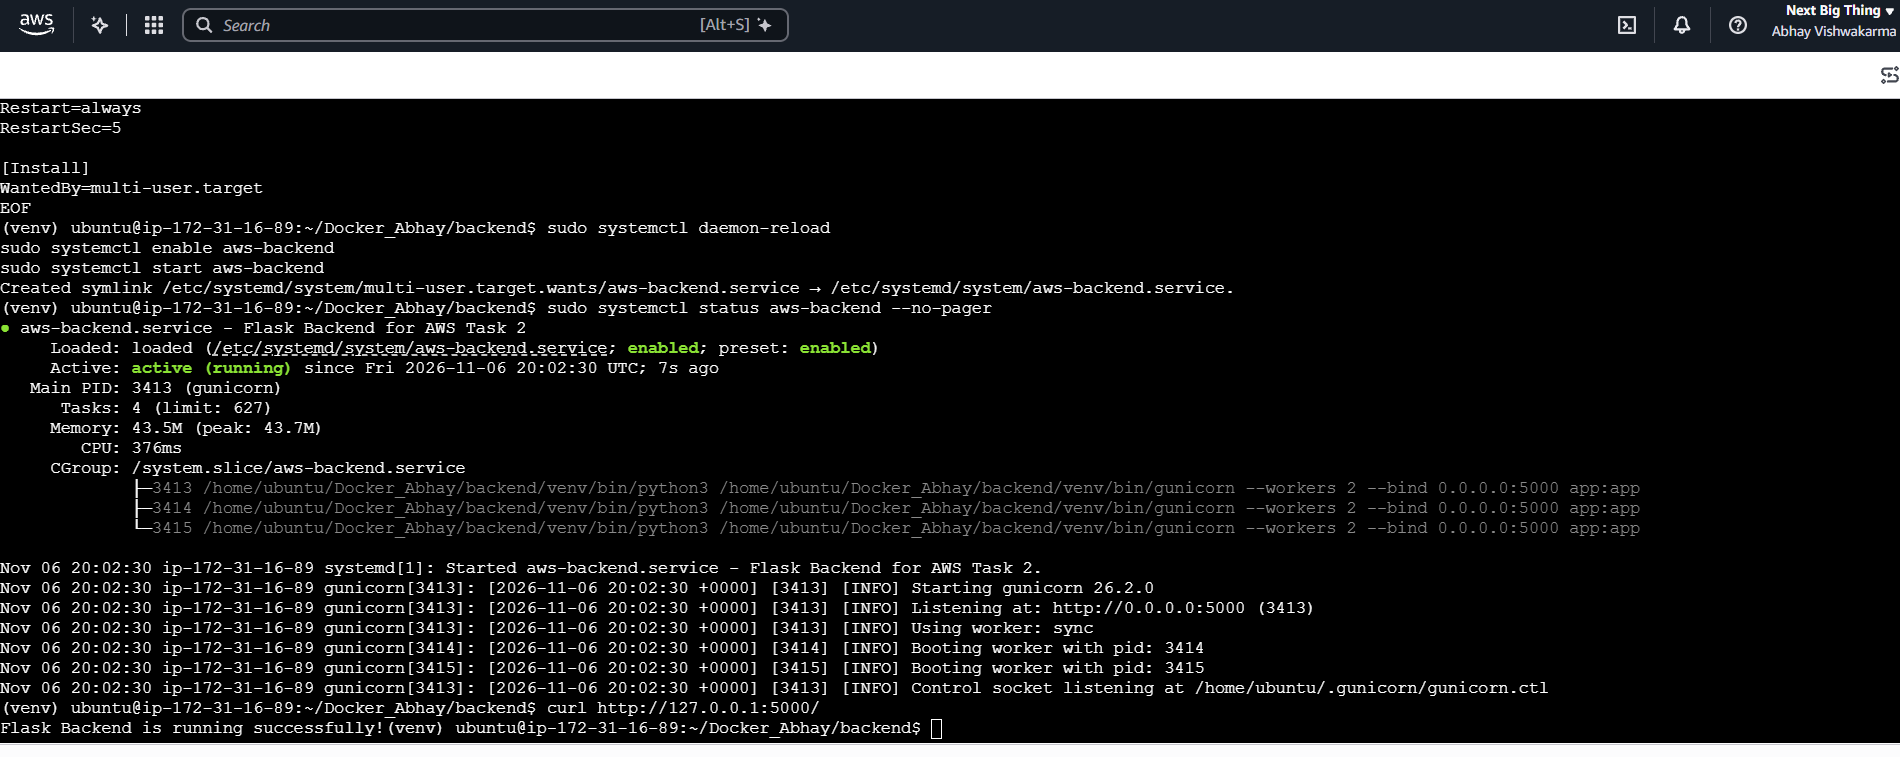 aws
Search
[Alt+S]
Next Big Thing
Abhay Vishwakarma
Restart=always
RestartSec=5
[Install]
WantedBy=multi-user.target
EOF
(venv) ubuntu@ip-172-31-16-89:~/Docker_Abhay/backend$ sudo systemctl daemon-reload
sudo systemctl enable aws-backend
sudo systemctl start aws-backend
Created symlink /etc/systemd/system/multi-user.target.wants/aws-backend.service → /etc/systemd/system/aws-backend.service.
(venv) ubuntu@ip-172-31-16-89:~/Docker_Abhay/backend$ sudo systemctl status aws-backend --no-pager
● aws-backend.service - Flask Backend for AWS Task 2
Loaded: loaded (/etc/systemd/system/aws-backend.service; enabled; preset: enabled)
Active: active (running) since Fri 2026-11-06 20:02:30 UTC; 7s ago
Main PID: 3413 (gunicorn)
Tasks: 4 (limit: 627)
Memory: 43.5M (peak: 43.7M)
CPU: 376ms
CGroup: /system.slice/aws-backend.service
├─3413 /home/ubuntu/Docker_Abhay/backend/venv/bin/python3 /home/ubuntu/Docker_Abhay/backend/venv/bin/gunicorn --workers 2 --bind 0.0.0.0:5000 app:app
├─3414 /home/ubuntu/Docker_Abhay/backend/venv/bin/python3 /home/ubuntu/Docker_Abhay/backend/venv/bin/gunicorn --workers 2 --bind 0.0.0.0:5000 app:app
└─3415 /home/ubuntu/Docker_Abhay/backend/venv/bin/python3 /home/ubuntu/Docker_Abhay/backend/venv/bin/gunicorn --workers 2 --bind 0.0.0.0:5000 app:app
Nov 06 20:02:30 ip-172-31-16-89 systemd[1]: Started aws-backend.service - Flask Backend for AWS Task 2.
Nov 06 20:02:30 ip-172-31-16-89 gunicorn[3413]: [2026-11-06 20:02:30 +0000] [3413] [INFO] Starting gunicorn 26.2.0
Nov 06 20:02:30 ip-172-31-16-89 gunicorn[3413]: [2026-11-06 20:02:30 +0000] [3413] [INFO] Listening at: http://0.0.0.0:5000 (3413)
Nov 06 20:02:30 ip-172-31-16-89 gunicorn[3413]: [2026-11-06 20:02:30 +0000] [3413] [INFO] Using worker: sync
Nov 06 20:02:30 ip-172-31-16-89 gunicorn[3414]: [2026-11-06 20:02:30 +0000] [3414] [INFO] Booting worker with pid: 3414
Nov 06 20:02:30 ip-172-31-16-89 gunicorn[3415]: [2026-11-06 20:02:30 +0000] [3415] [INFO] Booting worker with pid: 3415
Nov 06 20:02:30 ip-172-31-16-89 gunicorn[3413]: [2026-11-06 20:02:30 +0000] [3413] [INFO] Control socket listening at /home/ubuntu/.gunicorn/gunicorn.ctl
(venv) ubuntu@ip-172-31-16-89:~/Docker_Abhay/backend$ curl http://127.0.0.1:5000/
Flask Backend is running successfully!(venv) ubuntu@ip-172-31-16-89:~/Docker_Abhay/backend$